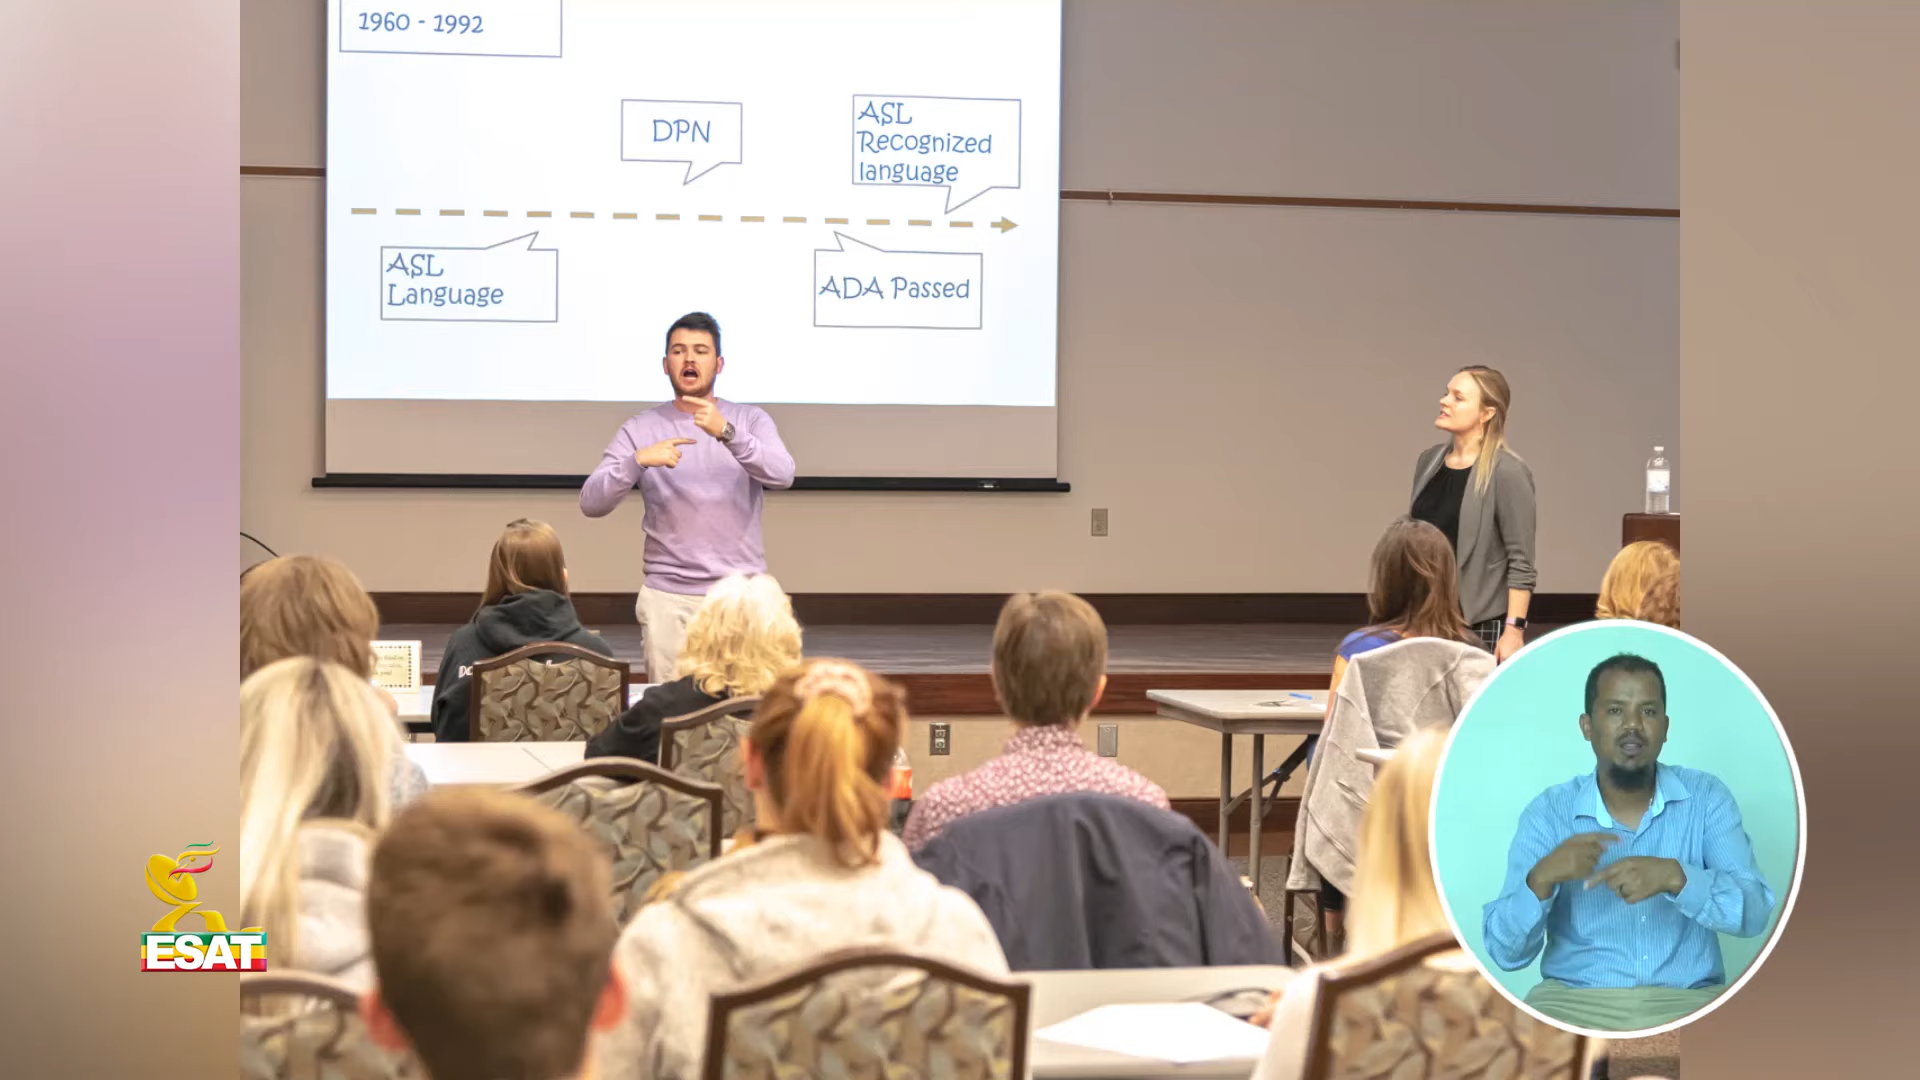 1960 - 1992
DPN
ASL
Recognized
language
ASL
Language
ADA Passed
ESAT